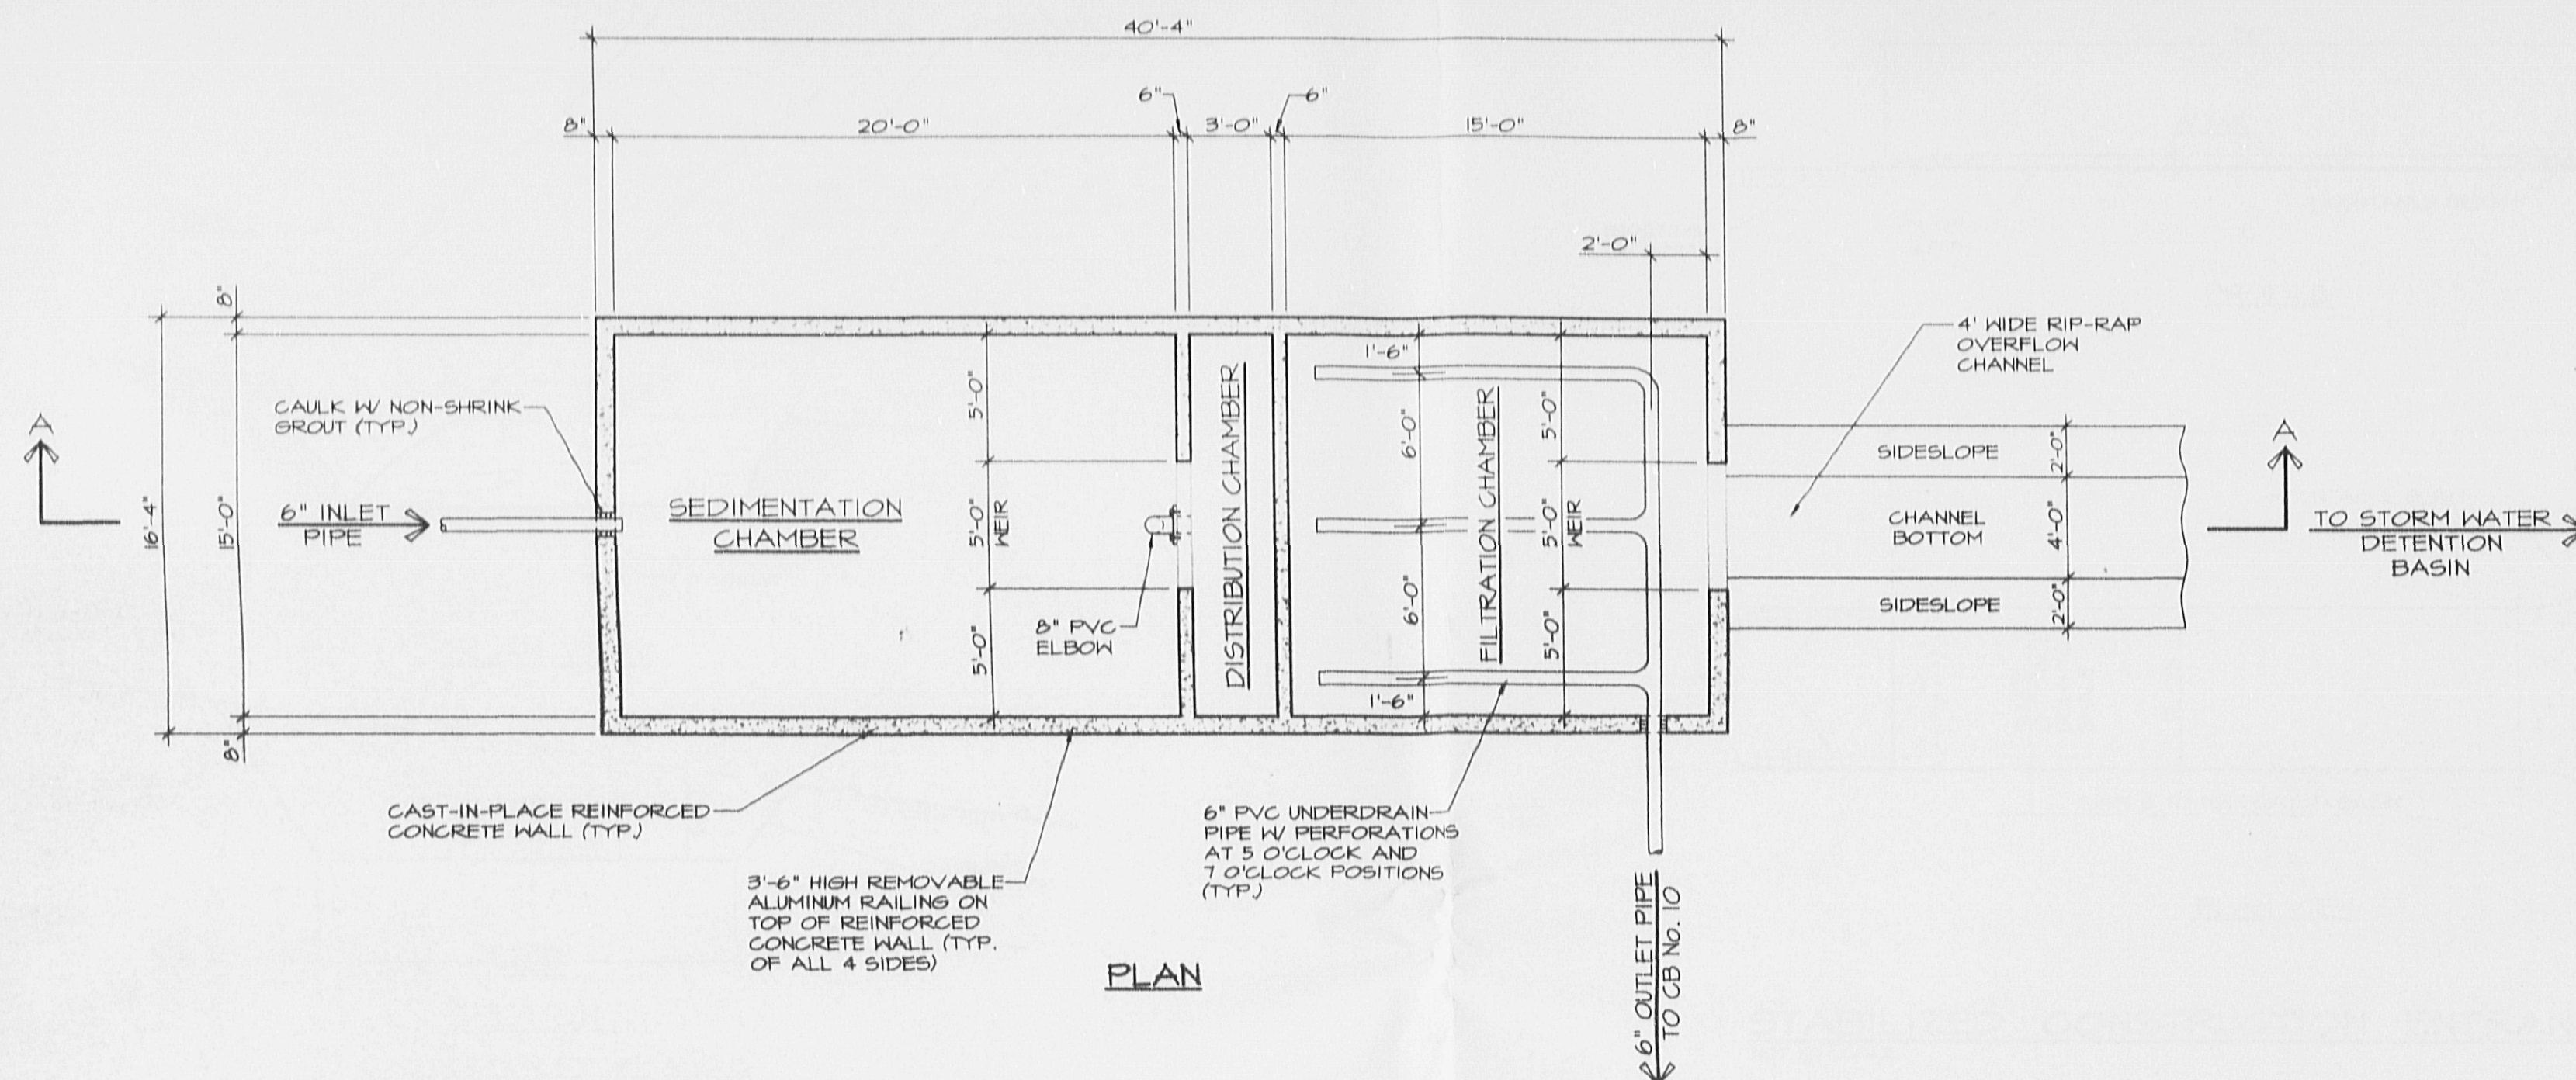 40'-4"
8"
20'-0"
6"
3'-0"
6"
15'-0"
8"
2'-0"
8"
15'-0"
16'-4"
8"
A
CAULK W/ NON-SHRINK
GROUT (TYP.)
6" INLET
PIPE
SEDIMENTATION
CHAMBER
5'-0"
5'-0"
WEIR
5'-0"
8" PVC
ELBOW
DISTRIBUTION CHAMBER
1'-6"
6'-0"
6'-0"
1'-6"
FILTRATION CHAMBER
5'-0"
5'-0"
WEIR
5'-0"
4' WIDE RIP-RAP
OVERFLOW
CHANNEL
SIDESLOPE
2'-0"
CHANNEL
BOTTOM
4'-0"
SIDESLOPE
2'-0"
A
TO STORM WATER
DETENTION
BASIN
CAST-IN-PLACE REINFORCED
CONCRETE WALL (TYP.)
3'-6" HIGH REMOVABLE
ALUMINUM RAILING ON
TOP OF REINFORCED
CONCRETE WALL (TYP.
OF ALL 4 SIDES)
6" PVC UNDERDRAIN
PIPE W/ PERFORATIONS
AT 5 O'CLOCK AND
7 O'CLOCK POSITIONS
(TYP.)
6" OUTLET PIPE
TO CB No. 10
PLAN